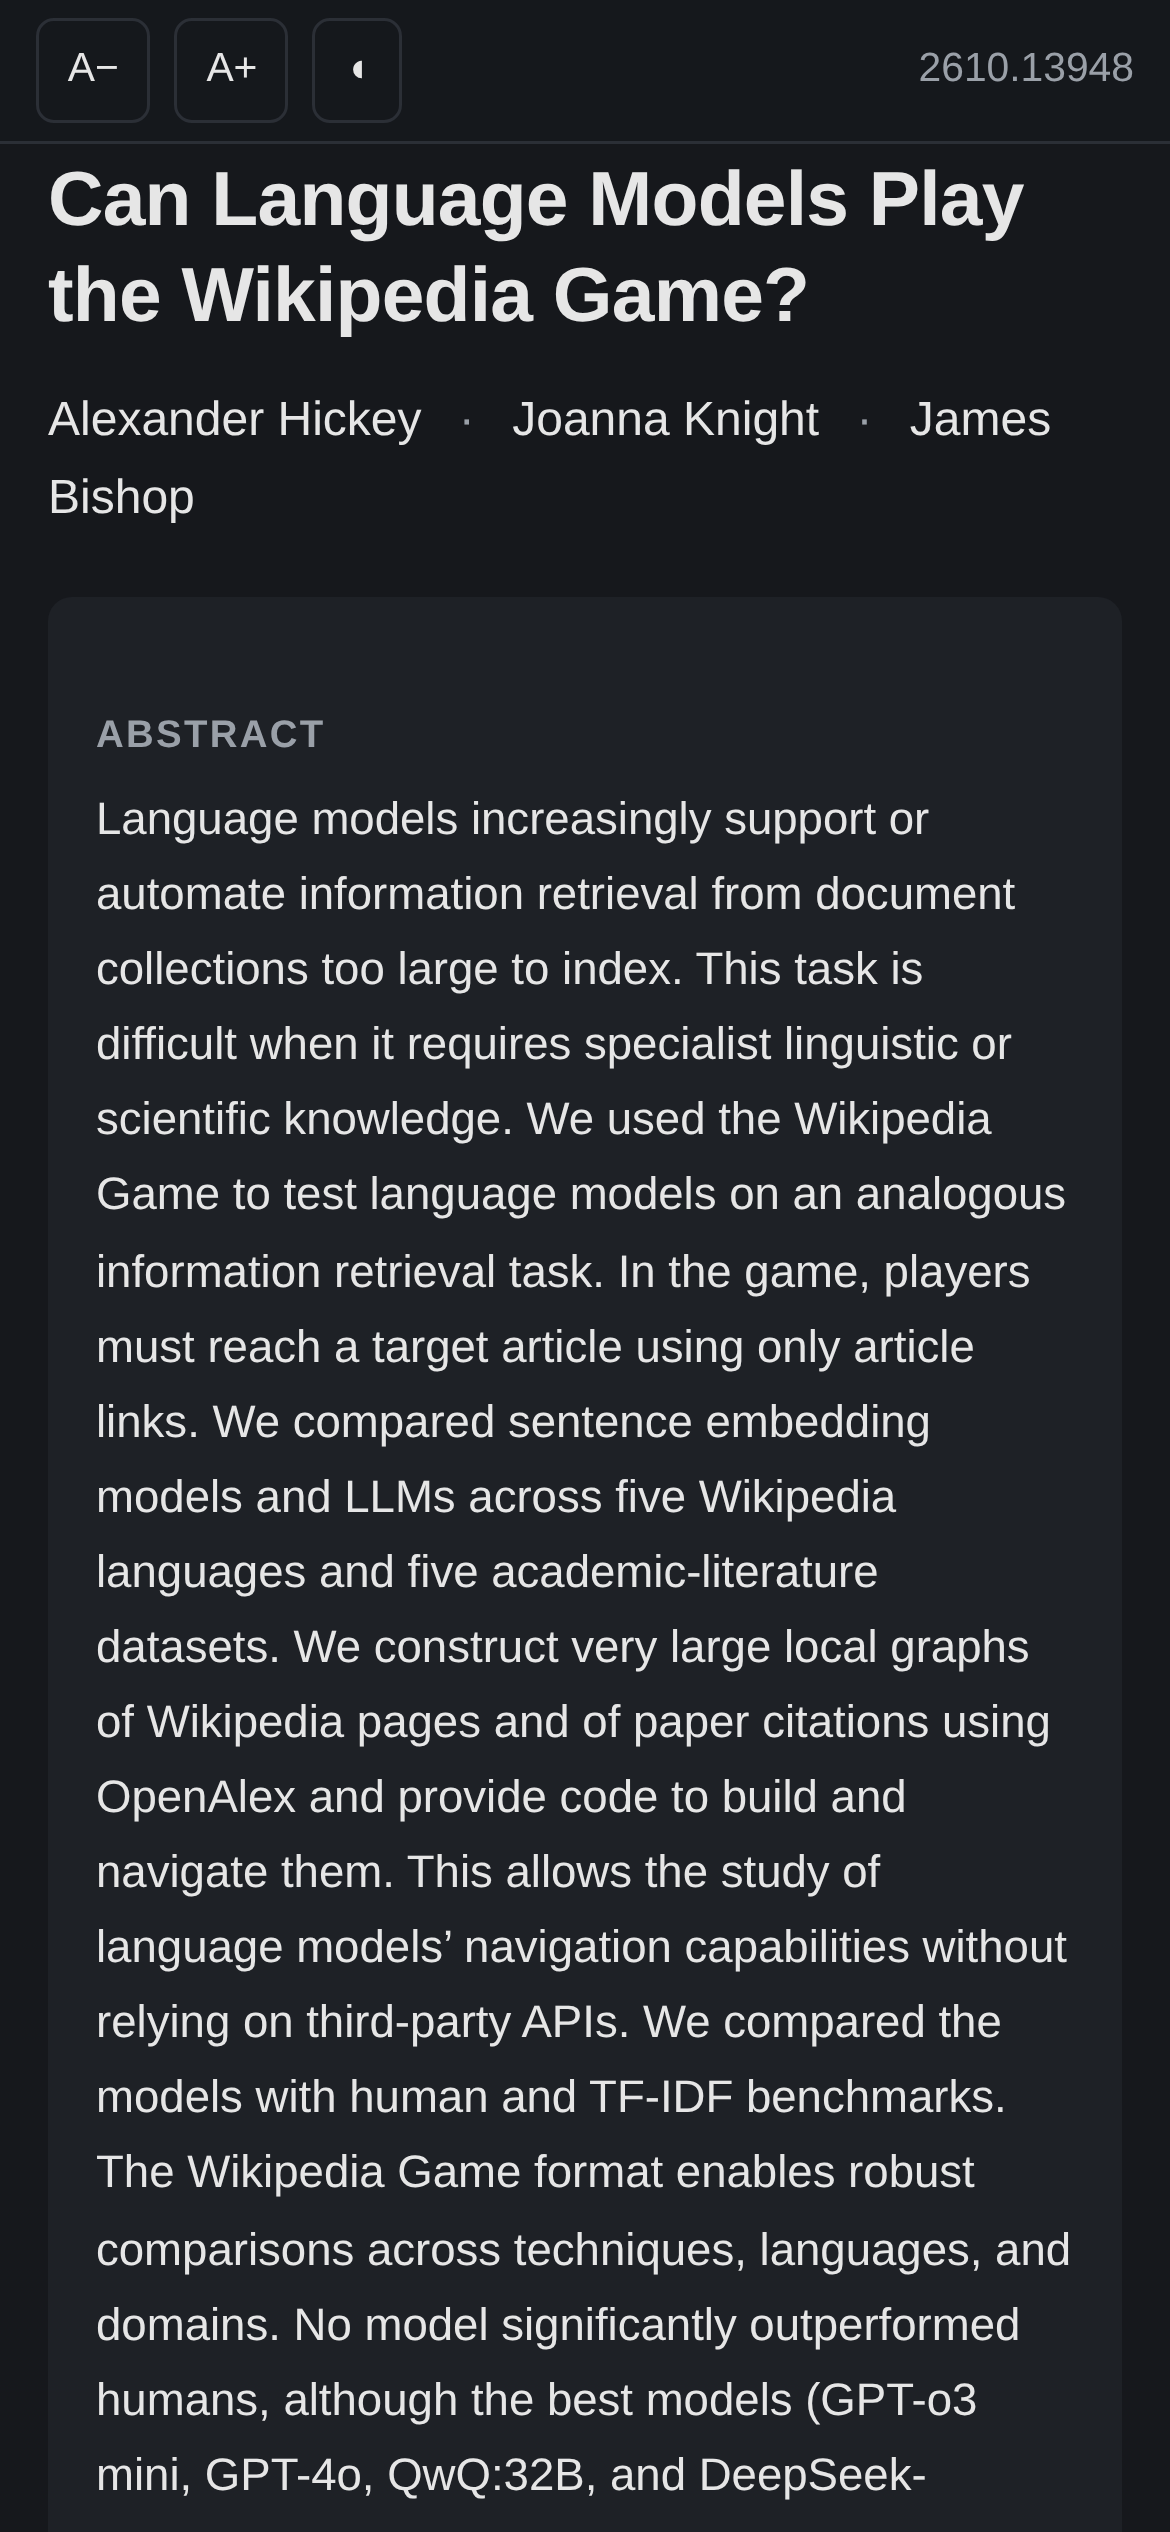 A− A+ 2610.13948
Can Language Models Play
the Wikipedia Game?
Alexander Hickey · Joanna Knight · James
Bishop
ABSTRACT
Language models increasingly support or
automate information retrieval from document
collections too large to index. This task is
difficult when it requires specialist linguistic or
scientific knowledge. We used the Wikipedia
Game to test language models on an analogous
information retrieval task. In the game, players
must reach a target article using only article
links. We compared sentence embedding
models and LLMs across five Wikipedia
languages and five academic-literature
datasets. We construct very large local graphs
of Wikipedia pages and of paper citations using
OpenAlex and provide code to build and
navigate them. This allows the study of
language models’ navigation capabilities without
relying on third-party APIs. We compared the
models with human and TF-IDF benchmarks.
The Wikipedia Game format enables robust
comparisons across techniques, languages, and
domains. No model significantly outperformed
humans, although the best models (GPT-o3
mini, GPT-4o, QwQ:32B, and DeepSeek-